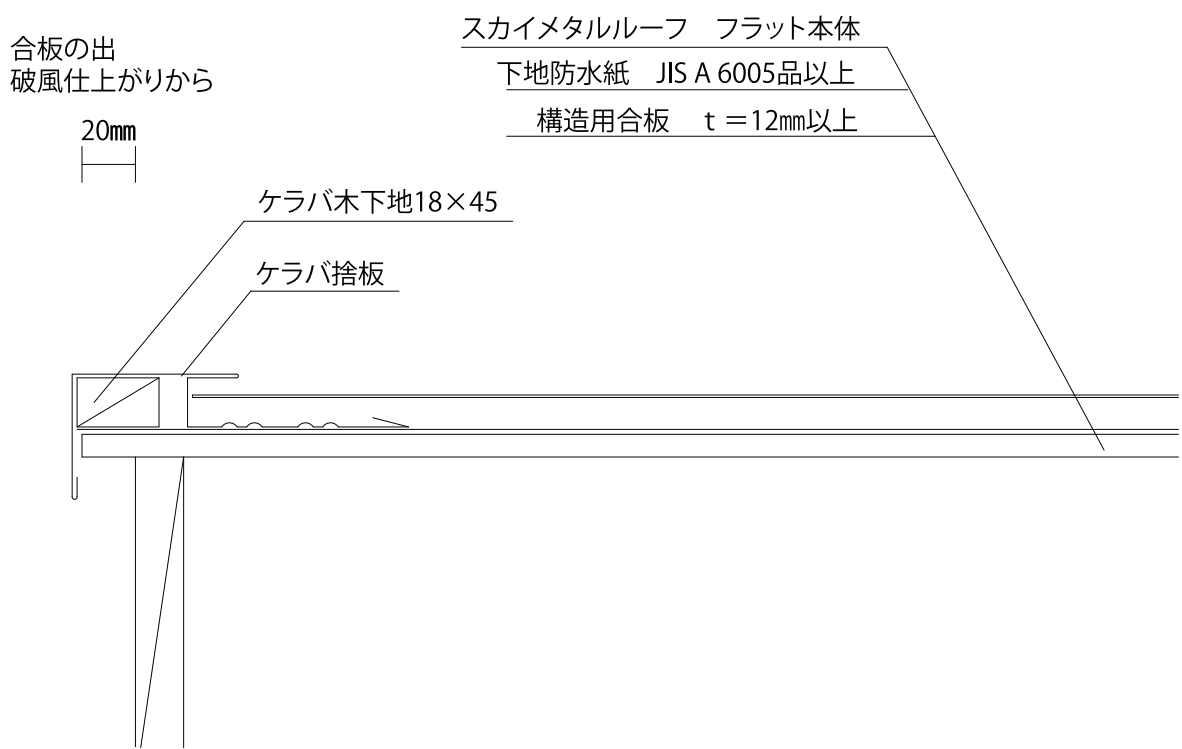 合板の出
破風仕上がりから
20㎜
スカイメタルルーフ　フラット本体
下地防水紙　JIS A 6005品以上
構造用合板　ｔ＝12㎜以上
ケラバ木下地18×45
ケラバ捨板